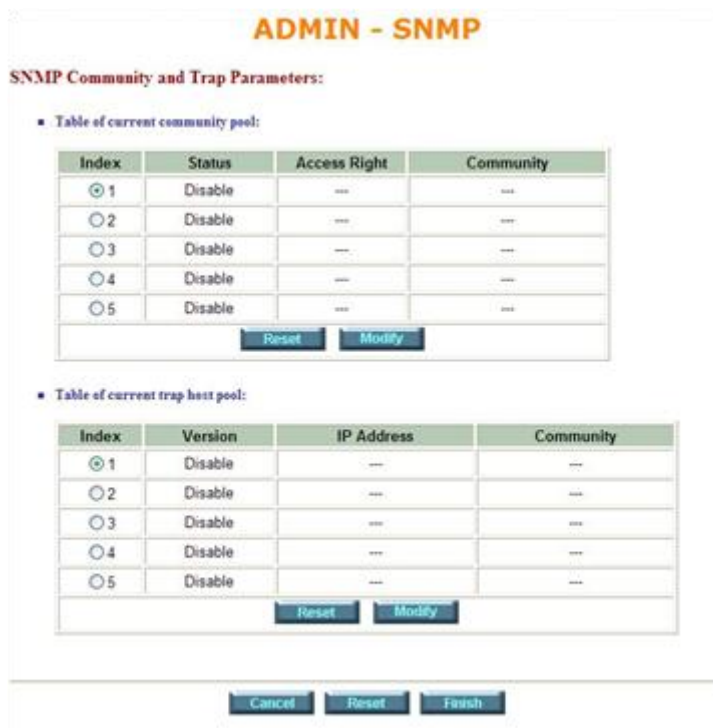 ADMIN - SNMP
SNMP Community and Trap Parameters:
Table of current community pool:
Index Status Access Right Community
1 Disable --- ---
2 Disable --- ---
3 Disable --- ---
4 Disable --- ---
5 Disable --- ---
Reset Modify
Table of current trap host pool:
Index Version IP Address Community
1 Disable --- ---
2 Disable --- ---
3 Disable --- ---
4 Disable --- ---
5 Disable --- ---
Reset Modify
Cancel Reset Finish